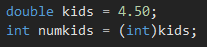 double kids = 4.50;
int numkids = (int)kids;